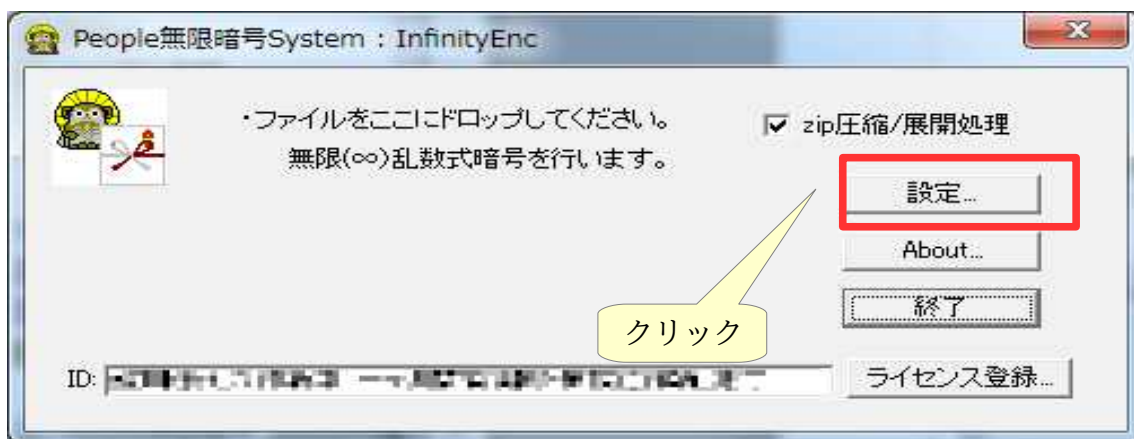 People無限暗号System : InfinityEnc
・ファイルをここにドロップしてください。
無限(∞)乱数式暗号を行います。
zip圧縮/展開処理
設定...
About...
終了
クリック
ID:
ライセンス登録...